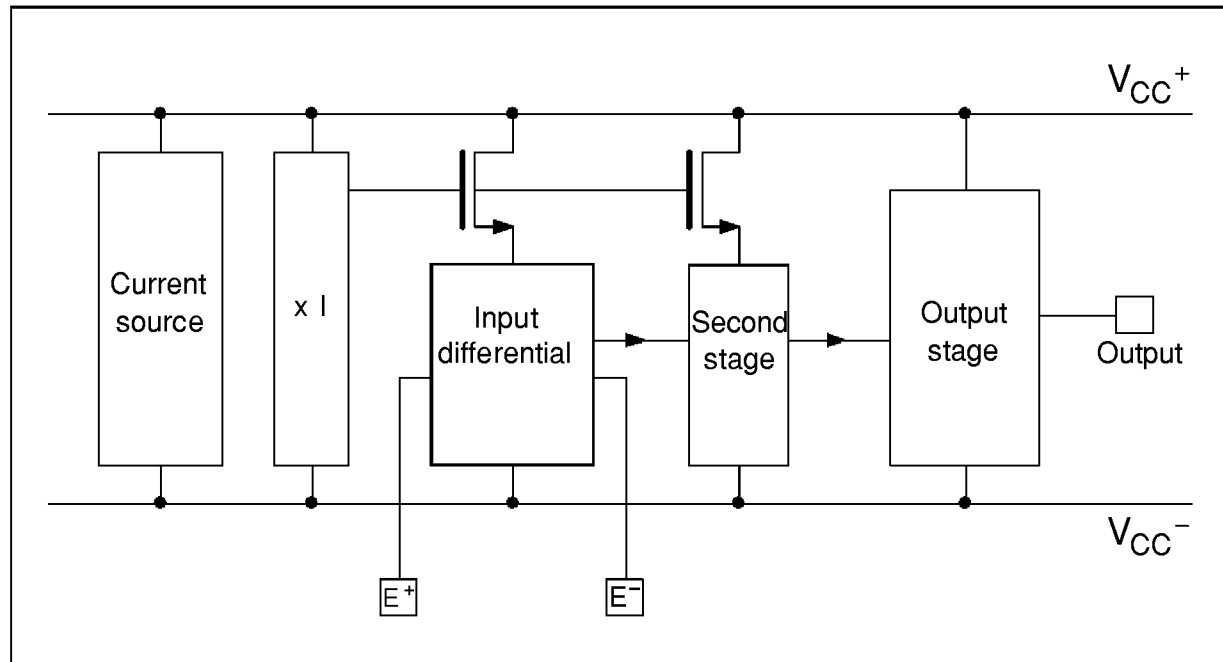 VCC+
Current
source
x I
Input
differential
Second
stage
Output
stage
Output
VCC−
E+
E−